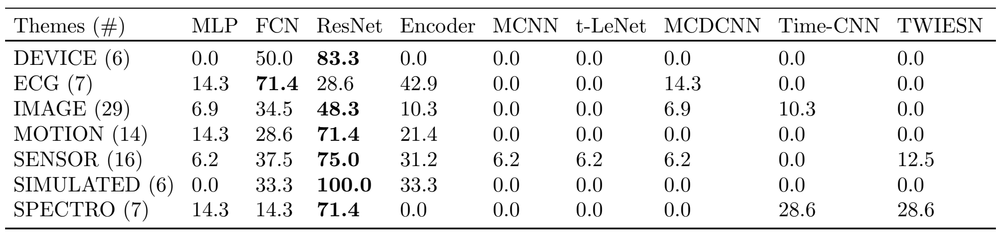 Themes (#) MLP FCN ResNet Encoder MCNN t-LeNet MCDCNN Time-CNN TWIESN
DEVICE (6) 0.0 50.0 83.3 0.0 0.0 0.0 0.0 0.0 0.0
ECG (7) 14.3 71.4 28.6 42.9 0.0 0.0 14.3 0.0 0.0
IMAGE (29) 6.9 34.5 48.3 10.3 0.0 0.0 6.9 10.3 0.0
MOTION (14) 14.3 28.6 71.4 21.4 0.0 0.0 0.0 0.0 0.0
SENSOR (16) 6.2 37.5 75.0 31.2 6.2 6.2 6.2 0.0 12.5
SIMULATED (6) 0.0 33.3 100.0 33.3 0.0 0.0 0.0 0.0 0.0
SPECTRO (7) 14.3 14.3 71.4 0.0 0.0 0.0 0.0 28.6 28.6